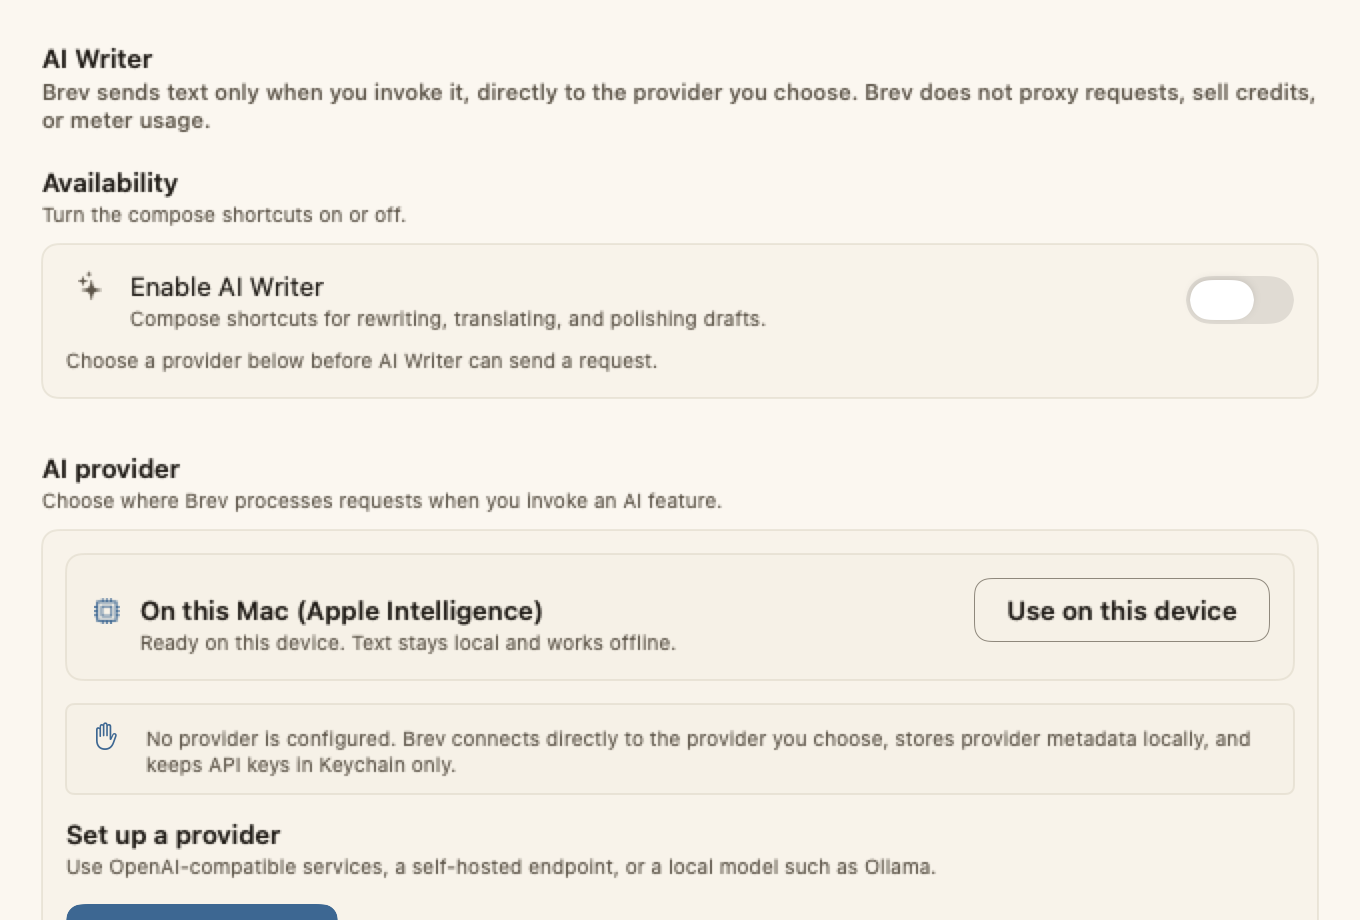 AI Writer
Brev sends text only when you invoke it, directly to the provider you choose. Brev does not proxy requests, sell credits,
or meter usage.
Availability
Turn the compose shortcuts on or off.
Enable AI Writer
Compose shortcuts for rewriting, translating, and polishing drafts.
Choose a provider below before AI Writer can send a request.
AI provider
Choose where Brev processes requests when you invoke an AI feature.
On this Mac (Apple Intelligence)
Use on this device
Ready on this device. Text stays local and works offline.
No provider is configured. Brev connects directly to the provider you choose, stores provider metadata locally, and
keeps API keys in Keychain only.
Set up a provider
Use OpenAI-compatible services, a self-hosted endpoint, or a local model such as Ollama.